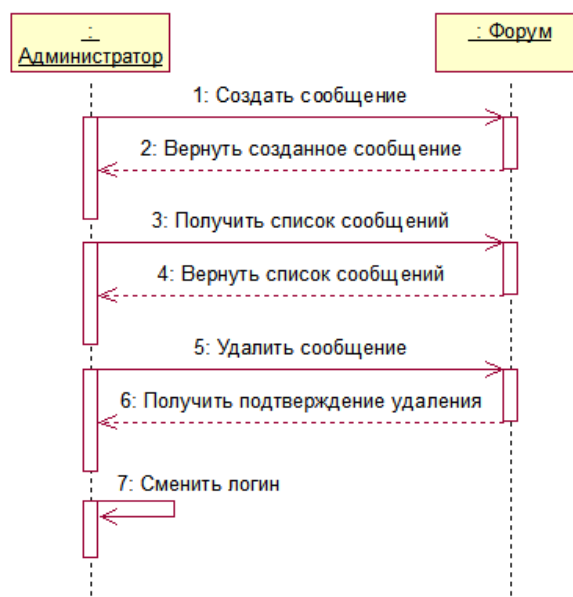 :
Администратор
: Форум
1: Создать сообщение
2: Вернуть созданное сообщение
3: Получить список сообщений
4: Вернуть список сообщений
5: Удалить сообщение
6: Получить подтверждение удаления
7: Сменить логин